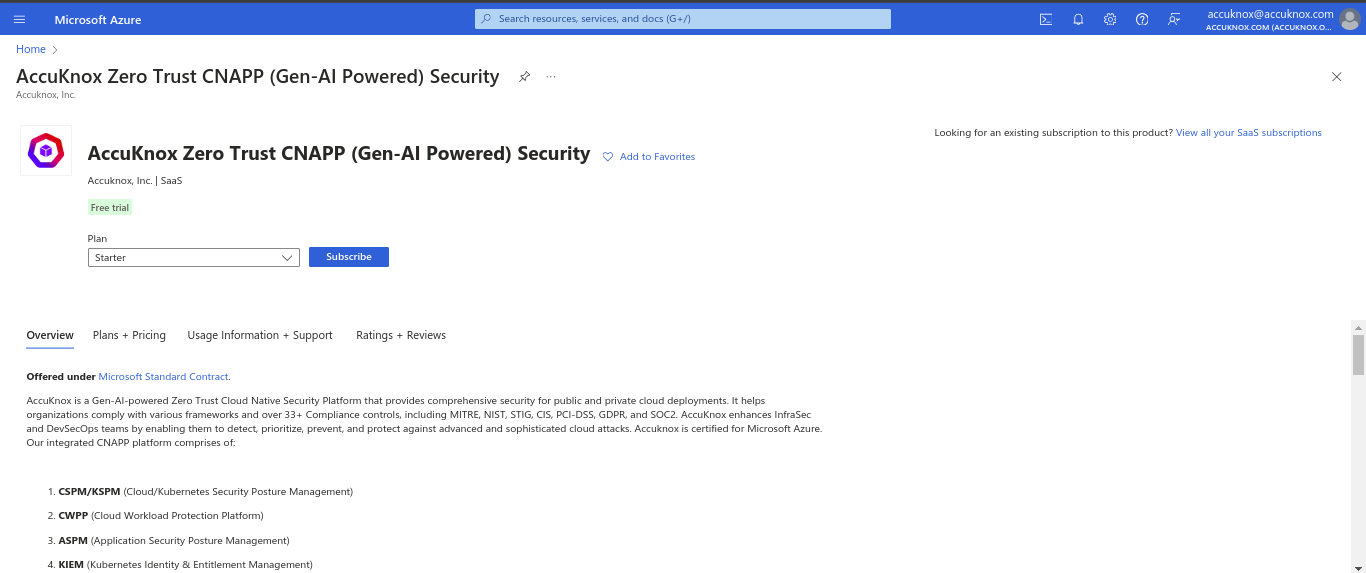 Microsoft Azure
Search resources, services, and docs (G+/)
accuknox@accuknox.com
ACCUKNOX.COM (ACCUKNOX.O...
Home
AccuKnox Zero Trust CNAPP (Gen-AI Powered) Security
...
Accuknox, Inc.
Looking for an existing subscription to this product? View all your SaaS subscriptions
AccuKnox Zero Trust CNAPP (Gen-AI Powered) Security
Add to Favorites
Accuknox, Inc. | SaaS
Free trial
Plan
Starter
Subscribe
Overview
Plans + Pricing
Usage Information + Support
Ratings + Reviews
Offered under Microsoft Standard Contract.
AccuKnox is a Gen-AI-powered Zero Trust Cloud Native Security Platform that provides comprehensive security for public and private cloud deployments. It helps
organizations comply with various frameworks and over 33+ Compliance controls, including MITRE, NIST, STIG, CIS, PCI-DSS, GDPR, and SOC2. AccuKnox enhances InfraSec
and DevSecOps teams by enabling them to detect, prioritize, prevent, and protect against advanced and sophisticated cloud attacks. Accuknox is certified for Microsoft Azure.
Our integrated CNAPP platform comprises of:
1. CSPM/KSPM (Cloud/Kubernetes Security Posture Management)
2. CWPP (Cloud Workload Protection Platform)
3. ASPM (Application Security Posture Management)
4. KIEM (Kubernetes Identity & Entitlement Management)